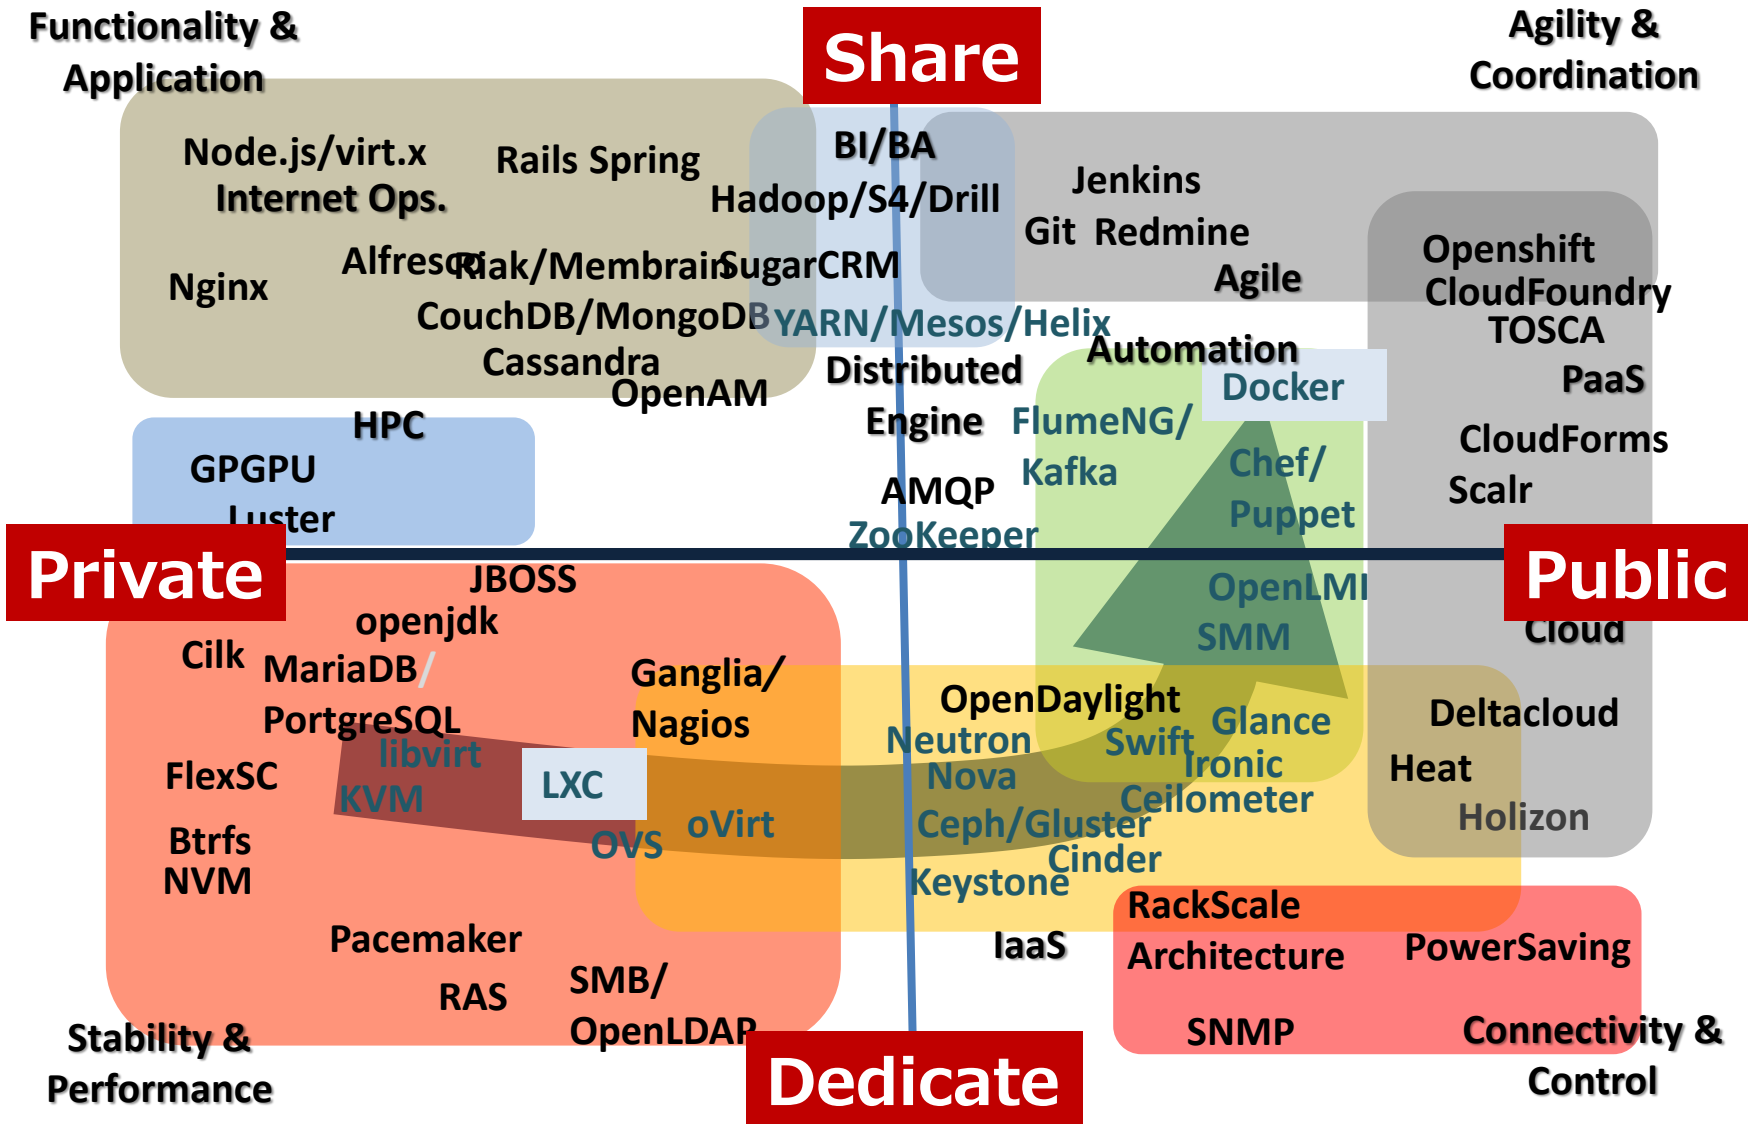 Functionality &
Application
Share
Agility &
Coordination
Node.js/virt.x
Internet Ops.
Rails Spring
Nginx
Alfresco
Riak/Membrain
CouchDB/MongoDB
Cassandra
OpenAM
BI/BA
Hadoop/S4/Drill
SugarCRM
YARN/Mesos/Helix
Distributed
Engine
AMQP
ZooKeeper
Jenkins
Git Redmine
Agile
Openshift
CloudFoundry
TOSCA
PaaS
CloudForms
Scalr
Automation
Docker
FlumeNG/
Kafka
Chef/
Puppet
HPC
GPGPU
Luster
Private
Public
JBOSS
openjdk
Cilk
MariaDB/
PortgreSQL
libvirt
KVM
LXC
OVS
oVirt
Ganglia/
Nagios
FlexSC
Btrfs
NVM
Pacemaker
RAS
SMB/
OpenLDAP
OpenLMI
SMM
OpenDaylight
Neutron
Nova
Swift
Glance
Ironic
Ceilometer
Ceph/Gluster
Cinder
Keystone
IaaS
Cloud
Deltacloud
Heat
Holizon
RackScale
Architecture
PowerSaving
SNMP
Stability &
Performance
Dedicate
Connectivity &
Control